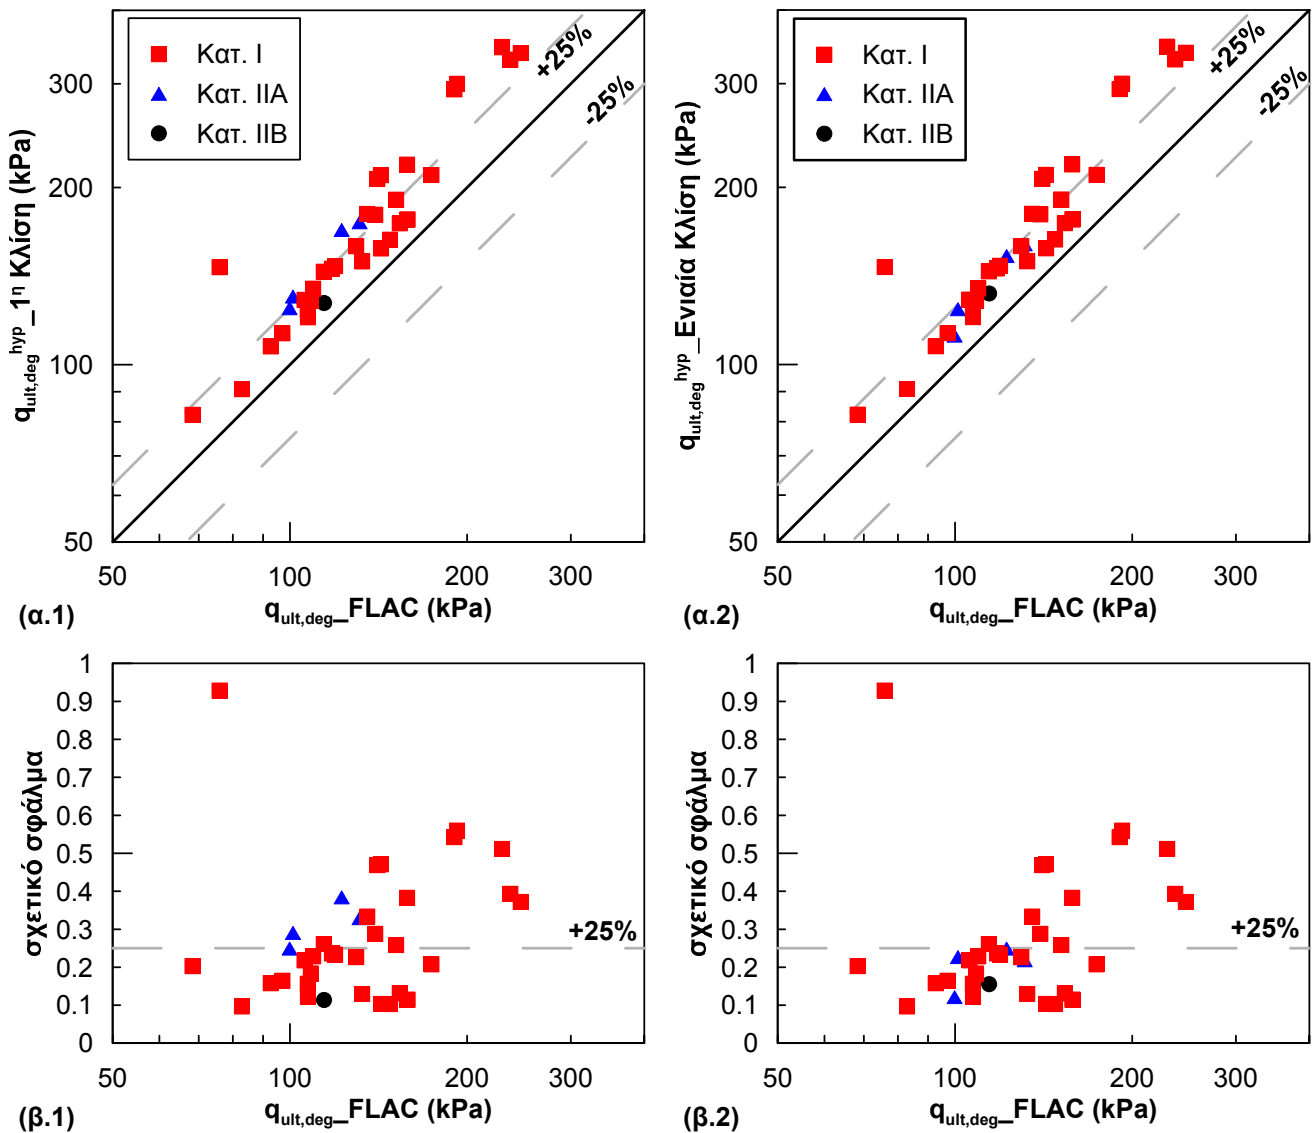 q_ult,deg^hyp_1^η Κλίση (kPa)
300
200
100
50
Κατ. I
Κατ. IIA
Κατ. IIB
+25%
-25%
50
100
200
300
q_ult,deg_FLAC (kPa)
(α.1)
q_ult,deg^hyp_Ενιαία Κλίση (kPa)
300
200
100
50
Κατ. I
Κατ. IIA
Κατ. IIB
+25%
-25%
50
100
200
300
q_ult,deg_FLAC (kPa)
(α.2)
σχετικό σφάλμα
1
0.9
0.8
0.7
0.6
0.5
0.4
0.3
0.2
0.1
0
+25%
50
100
200
300
q_ult,deg_FLAC (kPa)
(β.1)
σχετικό σφάλμα
1
0.9
0.8
0.7
0.6
0.5
0.4
0.3
0.2
0.1
0
+25%
50
100
200
300
q_ult,deg_FLAC (kPa)
(β.2)